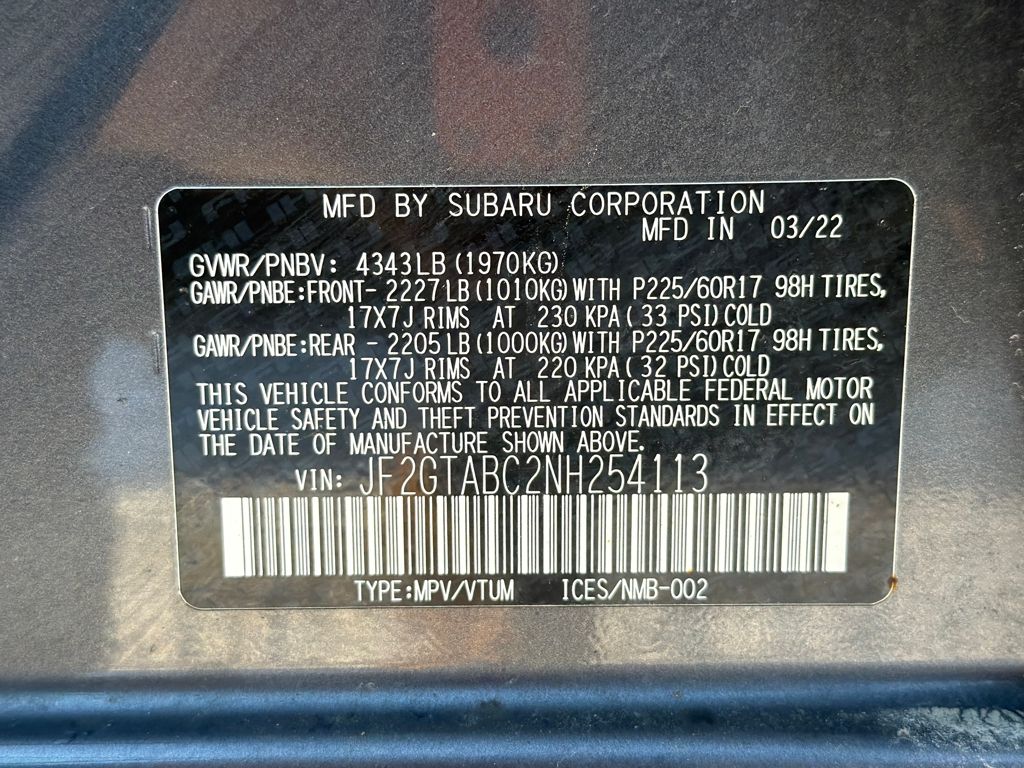 MFD BY SUBARU CORPORATION
MFD IN 03/22
GVWR/PNBV: 4343LB (1970KG)
GAWR/PNBE:FRONT- 2227LB (1010KG) WITH P225/60R17 98H TIRES,
17X7J RIMS AT 230 KPA ( 33 PSI) COLD
GAWR/PNBE:REAR - 2205LB (1000KG) WITH P225/60R17 98H TIRES,
17X7J RIMS AT 220 KPA ( 32 PSI) COLD
THIS VEHICLE CONFORMS TO ALL APPLICABLE FEDERAL MOTOR
VEHICLE SAFETY AND THEFT PREVENTION STANDARDS IN EFFECT ON
THE DATE OF MANUFACTURE SHOWN ABOVE.
VIN: JF2GTABC2NH254113
TYPE:MPV/VTUM ICES/NMB-002